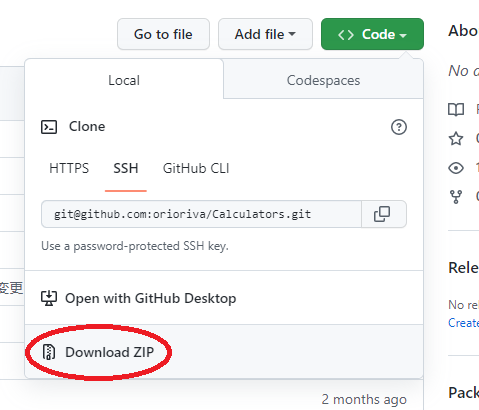 Go to file
Add file
Code
Abo
Local
Codespaces
No
Clone
HTTPS
SSH
GitHub CLI
git@github.com:orioriva/Calculators.git
Use a password-protected SSH key.
Open with GitHub Desktop
Rele
変更
No rel
Create
Download ZIP
Pack
2 months ago